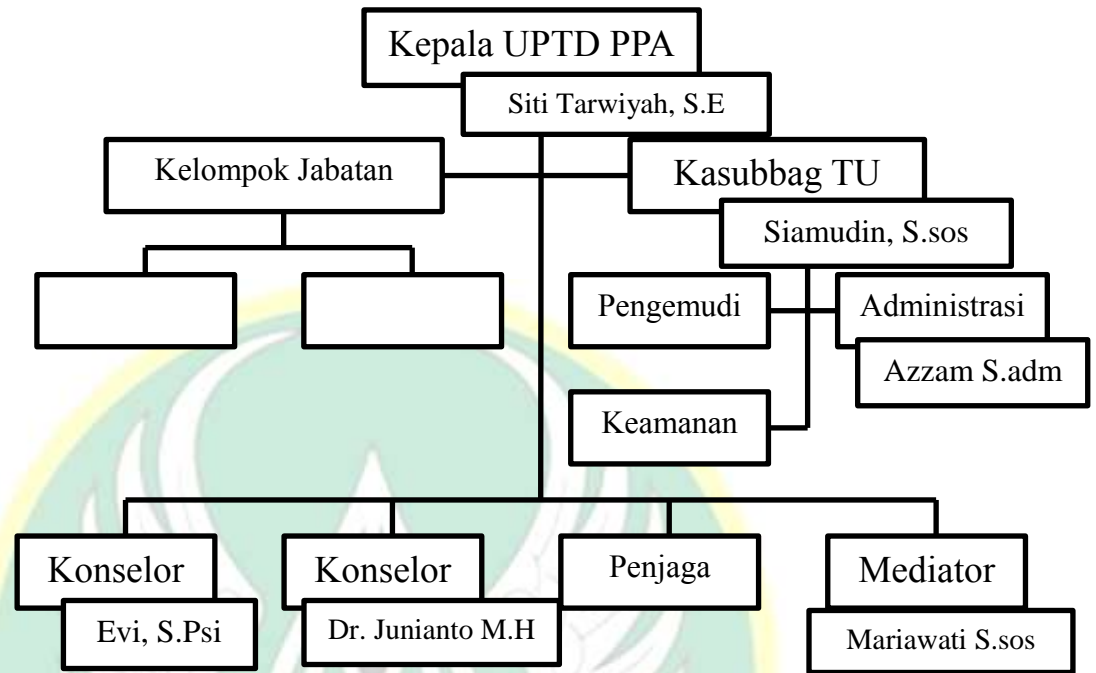 Kepala UPTD PPA
Siti Tarwiyah, S.E
Kelompok Jabatan
Kasubbag TU
Siamudin, S.sos
Pengemudi
Administrasi
Azzam S.adm
Keamanan
Konselor
Evi, S.Psi
Konselor
Dr. Junianto M.H
Penjaga
Mediator
Mariawati S.sos